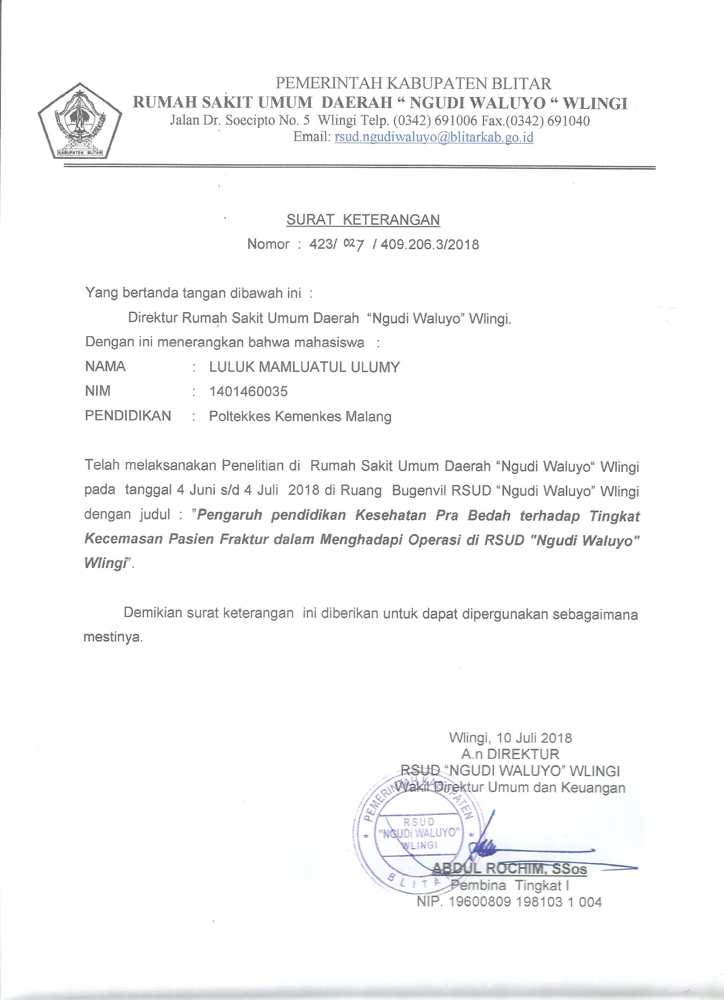 PEMERINTAH KABUPATEN BLITAR
RUMAH SAKIT UMUM DAERAH “ NGUDI WALUYO “ WLINGI
Jalan Dr. Soecipto No. 5 Wlingi Telp. (0342) 691006 Fax.(0342) 691040
Email: rsud.ngudiwaluyo@blitarkab.go.id
KABUPATEN BLITAR
SURAT KETERANGAN
Nomor : 423/ 027 / 409.206.3/2018
Yang bertanda tangan dibawah ini :
Direktur Rumah Sakit Umum Daerah “Ngudi Waluyo” Wlingi.
Dengan ini menerangkan bahwa mahasiswa :
NAMA : LULUK MAMLUATUL ULUMY
NIM : 1401460035
PENDIDIKAN : Poltekkes Kemenkes Malang
Telah melaksanakan Penelitian di Rumah Sakit Umum Daerah “Ngudi Waluyo“ Wlingi
pada tanggal 4 Juni s/d 4 Juli 2018 di Ruang Bugenvil RSUD “Ngudi Waluyo” Wlingi
dengan judul : ”Pengaruh pendidikan Kesehatan Pra Bedah terhadap Tingkat
Kecemasan Pasien Fraktur dalam Menghadapi Operasi di RSUD "Ngudi Waluyo"
Wlingi”.
Demikian surat keterangan ini diberikan untuk dapat dipergunakan sebagaimana
mestinya.
Wlingi, 10 Juli 2018
A.n DIREKTUR
RSUD “NGUDI WALUYO” WLINGI
Wakil Direktur Umum dan Keuangan
PEMERINTAH KABUPATEN
RSUD
"NGUDI WALUYO"
WLINGI
BLITAR
ABDUL ROCHIM, SSos
Pembina Tingkat I
NIP. 19600809 198103 1 004